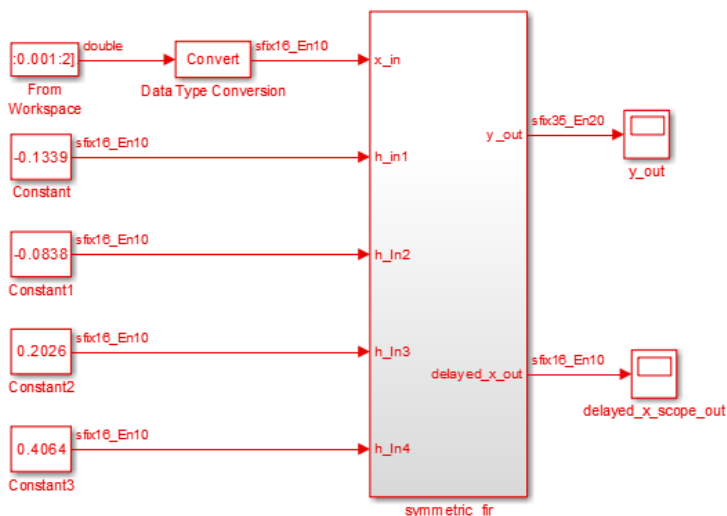 double
sfix16_En10
:0.001:2]
Convert
x_in
From
Workspace
Data Type Conversion
sfix16_En10
-0.1339
h_in1
Constant
y_out
sfix35_En20
y_out
sfix16_En10
-0.0838
h_In2
Constant1
sfix16_En10
0.2026
h_In3
Constant2
delayed_x_out
sfix16_En10
delayed_x_scope_out
sfix16_En10
0.4064
h_In4
Constant3
symmetric_fir